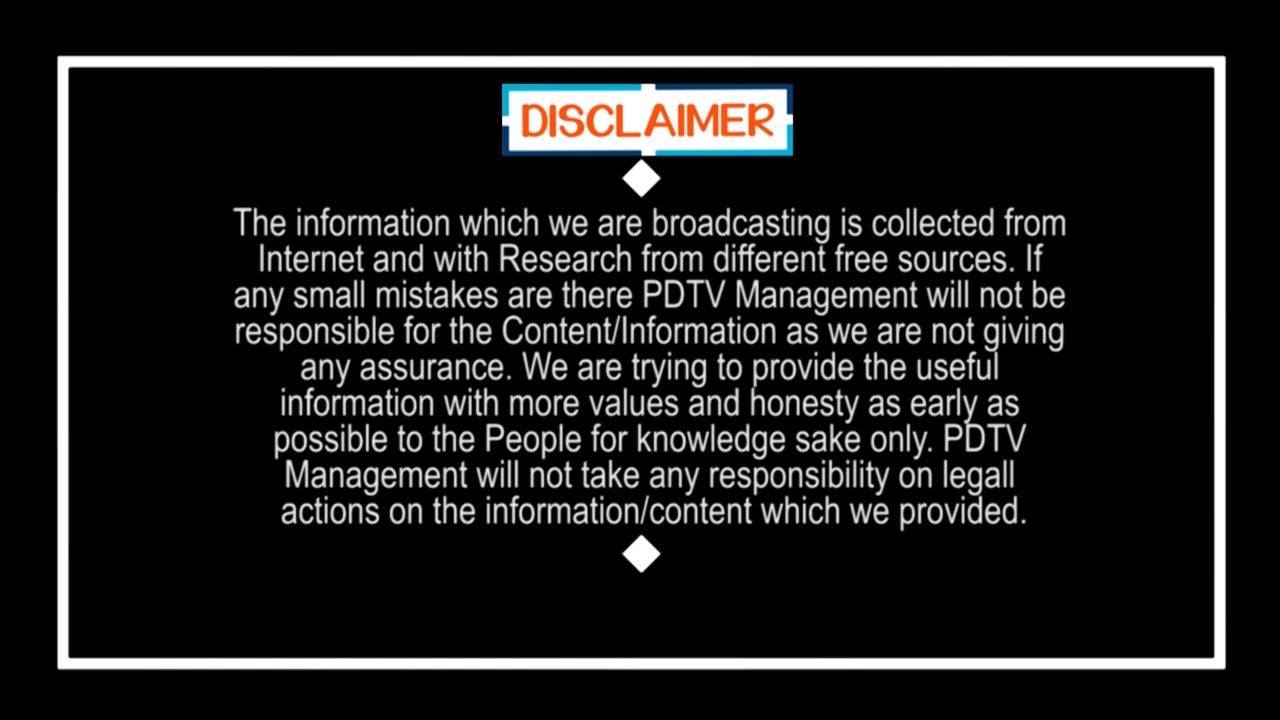 DISCLAIMER
The information which we are broadcasting is collected from
Internet and with Research from different free sources. If
any small mistakes are there PDTV Management will not be
responsible for the Content/Information as we are not giving
any assurance. We are trying to provide the useful
information with more values and honesty as early as
possible to the People for knowledge sake only. PDTV
Management will not take any responsibility on legall
actions on the information/content which we provided.